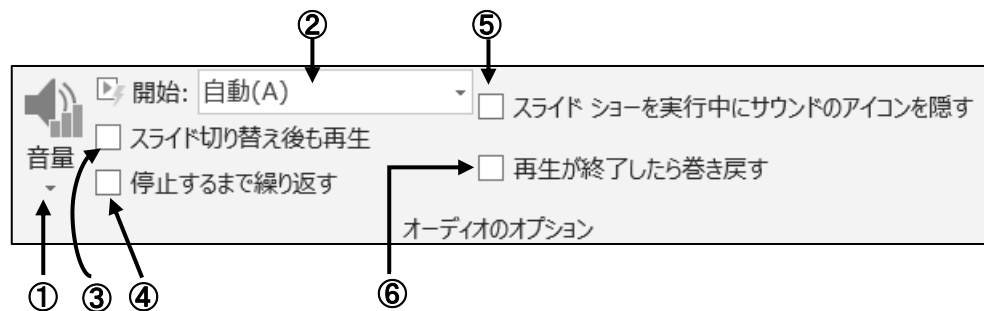 ② ⑤
開始: 自動(A)
スライド ショーを実行中にサウンドのアイコンを隠す
スライド切り替え後も再生
音量
再生が終了したら巻き戻す
停止するまで繰り返す
オーディオのオプション
① ③ ④ ⑥